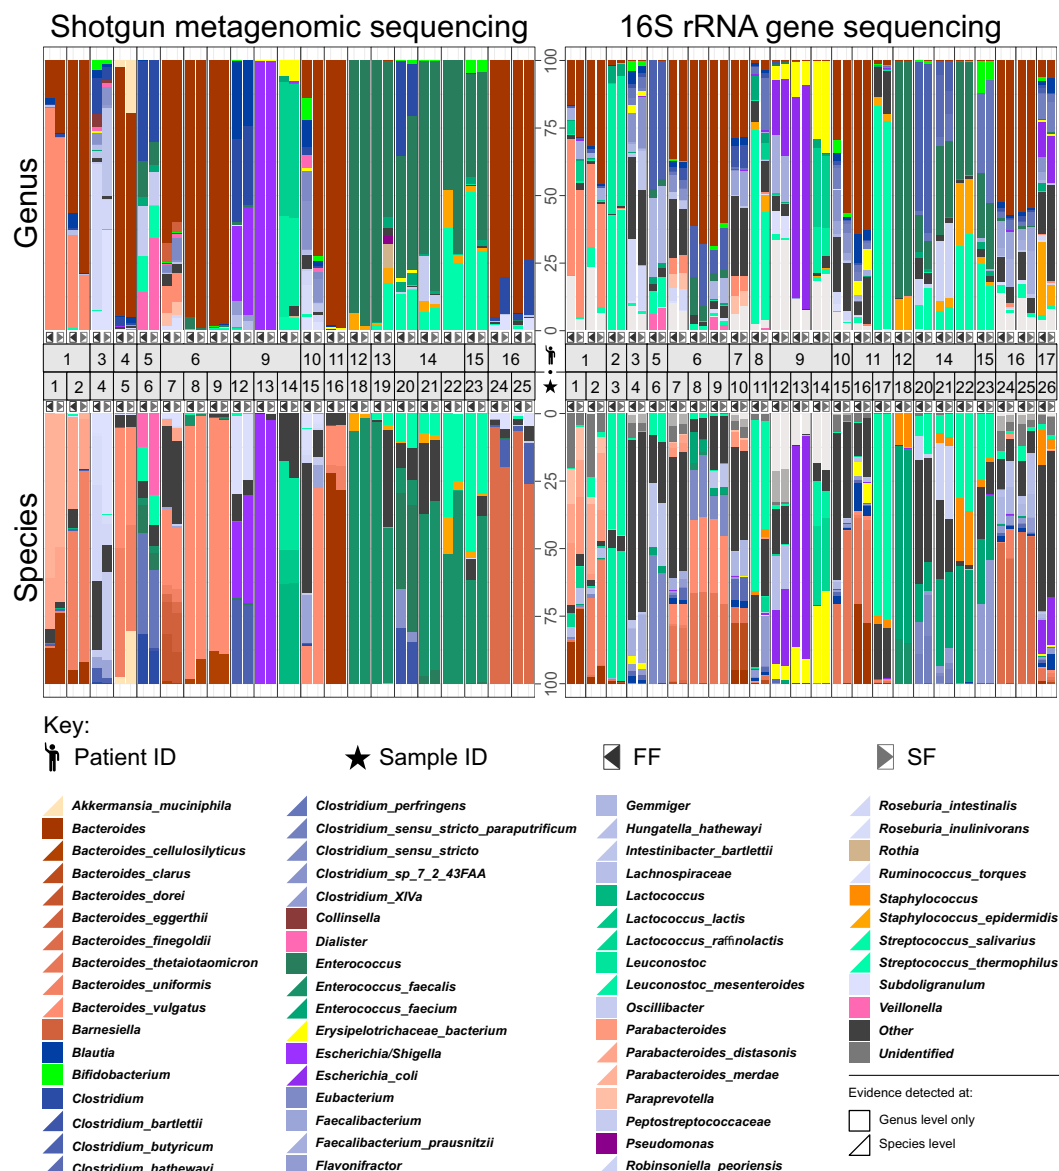 Shotgun metagenomic sequencing
16S rRNA gene sequencing
Genus
100
75
50
25
0
1 3 4 5 6 9 10 11 12 13 14 15 16
1 2 3 5 6 7 8 9 10 11 12 14 15 16 17
1 2 4 5 6 7 8 9 12 13 14 15 16 18 19 20 21 22 23 24 25
1 2 3 4 6 7 8 9 10 11 12 13 14 15 16 17 18 20 21 22 23 24 25 26
Species
0
25
50
75
100
Key:
Patient ID
Sample ID
FF
SF
Akkermansia_muciniphila
Bacteroides
Bacteroides_cellulosilyticus
Bacteroides_clarus
Bacteroides_dorei
Bacteroides_eggerthii
Bacteroides_finegoldii
Bacteroides_thetaiotaomicron
Bacteroides_uniformis
Bacteroides_vulgatus
Barnesiella
Blautia
Bifidobacterium
Clostridium
Clostridium_bartlettii
Clostridium_butyricum
Clostridium_hathewayi
Clostridium_perfringens
Clostridium_sensu_stricto_paraputrificum
Clostridium_sensu_stricto
Clostridium_sp_7_2_43FAA
Clostridium_XIVa
Collinsella
Dialister
Enterococcus
Enterococcus_faecalis
Enterococcus_faecium
Erysipelotrichaceae_bacterium
Escherichia/Shigella
Escherichia_coli
Eubacterium
Faecalibacterium
Faecalibacterium_prausnitzii
Flavonifractor
Gemmiger
Hungatella_hathewayi
Intestinibacter_bartlettii
Lachnospiraceae
Lactococcus
Lactococcus_lactis
Lactococcus_raffinolactis
Leuconostoc
Leuconostoc_mesenteroides
Oscillibacter
Parabacteroides
Parabacteroides_distasonis
Parabacteroides_merdae
Paraprevotella
Peptostreptococcaceae
Pseudomonas
Robinsoniella_peoriensis
Roseburia_intestinalis
Roseburia_inulinivorans
Rothia
Ruminococcus_torques
Staphylococcus
Staphylococcus_epidermidis
Streptococcus_salivarius
Streptococcus_thermophilus
Subdoligranulum
Veillonella
Other
Unidentified
Evidence detected at:
Genus level only
Species level